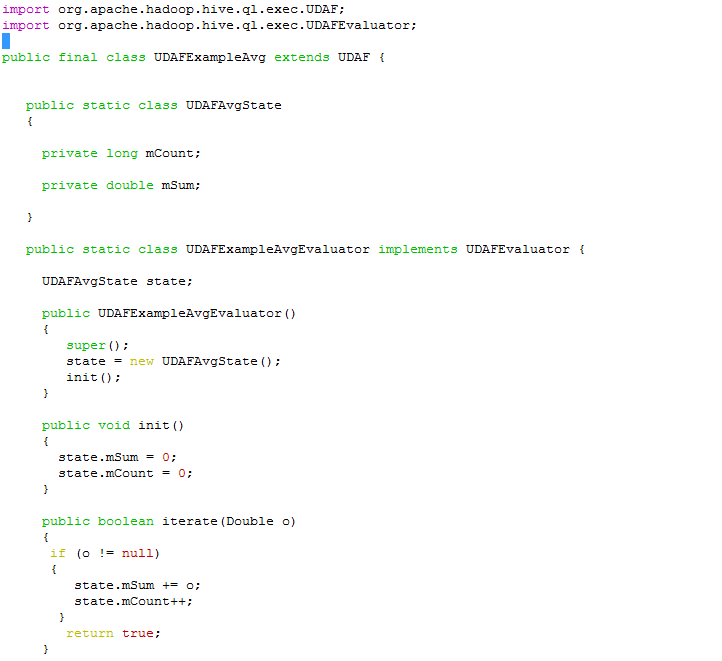 import org.apache.hadoop.hive.ql.exec.UDAF;
import org.apache.hadoop.hive.ql.exec.UDAFEvaluator;
public final class UDAFExampleAvg extends UDAF {
public static class UDAFAvgState
{
private long mCount;
private double mSum;
}
public static class UDAFExampleAvgEvaluator implements UDAFEvaluator {
UDAFAvgState state;
public UDAFExampleAvgEvaluator()
{
super();
state = new UDAFAvgState();
init();
}
public void init()
{
state.mSum = 0;
state.mCount = 0;
}
public boolean iterate(Double o)
{
if (o != null)
{
state.mSum += o;
state.mCount++;
}
return true;
}